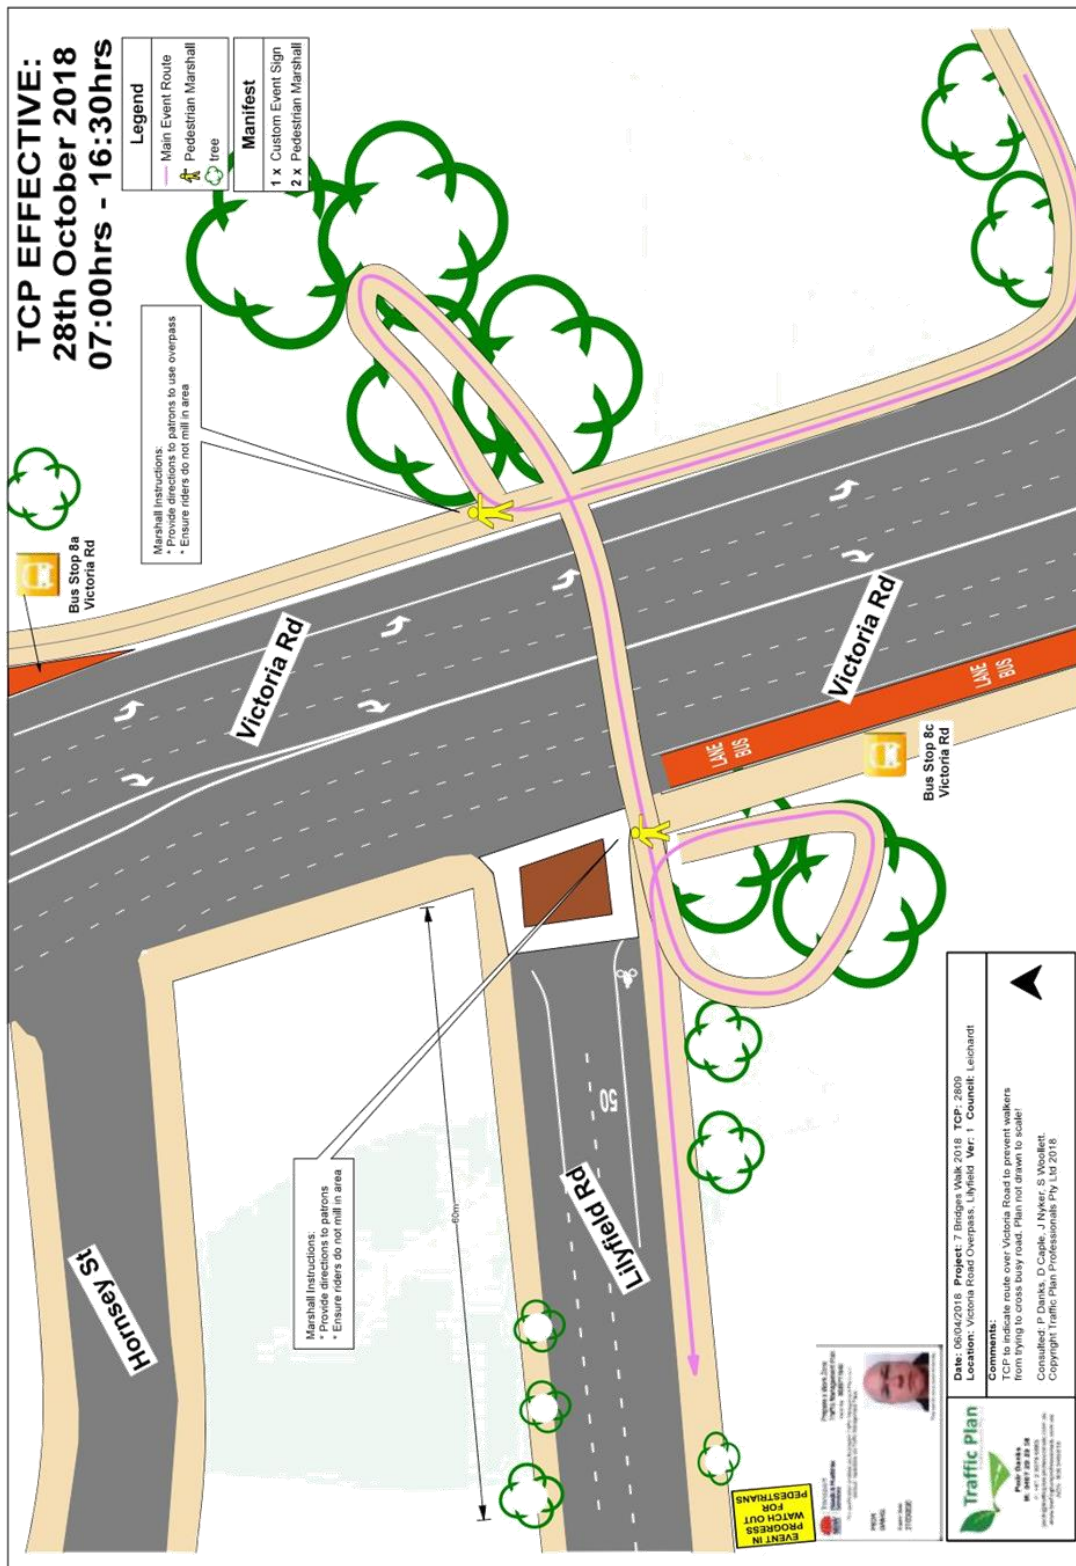 TCP EFFECTIVE:
28th October 2018
07:00hrs - 16:30hrs
Legend
Main Event Route
Pedestrian Marshall
tree
Manifest
1 x Custom Event Sign
2 x Pedestrian Marshall
Marshall Instructions:
* Provide directions to patrons to use overpass
* Ensure riders do not mill in area
Bus Stop 8a
Victoria Rd
Victoria Rd
Victoria Rd
LANE
BUS
LANE
BUS
Bus Stop 8c
Victoria Rd
Marshall Instructions:
* Provide directions to patrons
* Ensure riders do not mill in area
60m
50
Hornsey St
Lilyfield Rd
EVENT IN
PROGRESS
WATCH OUT
FOR
PEDESTRIANS
Date: 06/04/2018 Project: 7 Bridges Walk 2018 TCP: 2809
Location: Victoria Road Overpass, Lilyfield Ver: 1 Council: Leichardt
Comments:
TCP to indicate route over Victoria Road to prevent walkers
from trying to cross busy road. Plan not drawn to scale!
Consulted: P Danks, D Caple, J Nyker, S Woollett.
Copyright Traffic Plan Professionals Pty Ltd 2018
Traffic Plan